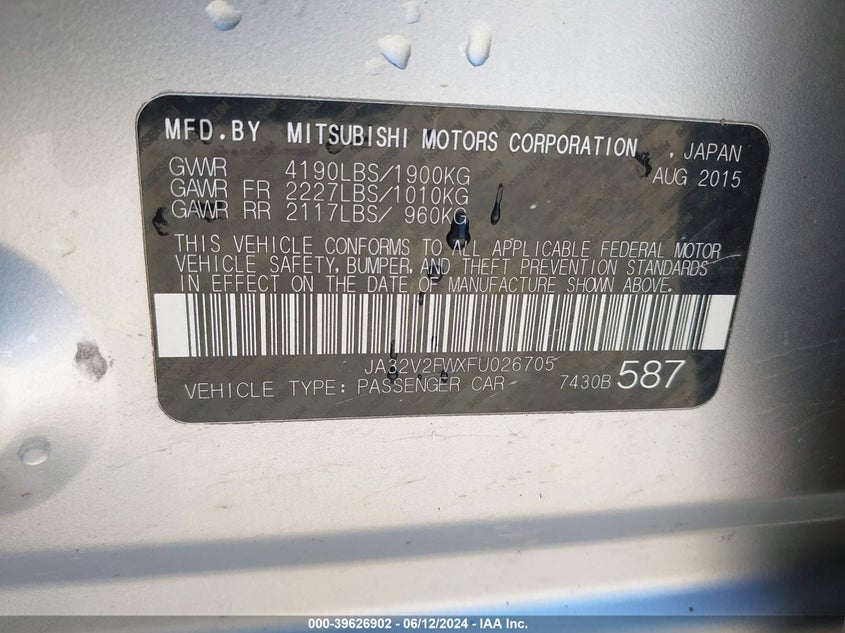 MFD.BY MITSUBISHI MOTORS CORPORATION , JAPAN
GVWR 4190LBS/1900KG AUG 2015
GAWR FR 2227LBS/1010KG
GAWR RR 2117LBS/ 960KG
THIS VEHICLE CONFORMS TO ALL APPLICABLE FEDERAL MOTOR
VEHICLE SAFETY, BUMPER, AND THEFT PREVENTION STANDARDS
IN EFFECT ON THE DATE OF MANUFACTURE SHOWN ABOVE.
JA32V2FWXFU026705
VEHICLE TYPE: PASSENGER CAR 7430B 587
000-39626902 - 06/12/2024 - IAA Inc.